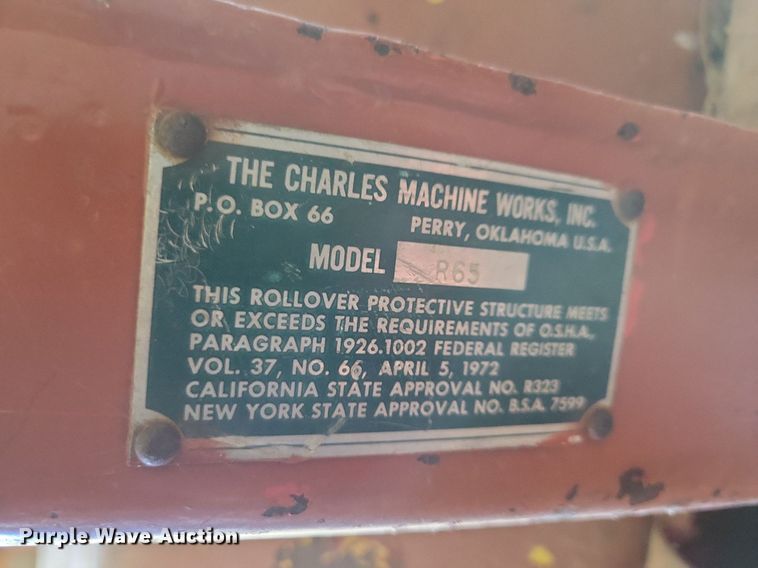 THE CHARLES MACHINE WORKS, INC.
P.O. BOX 66 PERRY, OKLAHOMA U.S.A.
MODEL R65
THIS ROLLOVER PROTECTIVE STRUCTURE MEETS
OR EXCEEDS THE REQUIREMENTS OF O.S.H.A.,
PARAGRAPH 1926.1002 FEDERAL REGISTER
VOL. 37, NO. 66, APRIL 5, 1972
CALIFORNIA STATE APPROVAL NO. R323
NEW YORK STATE APPROVAL NO. B.S.A. 7599
Purple Wave Auction